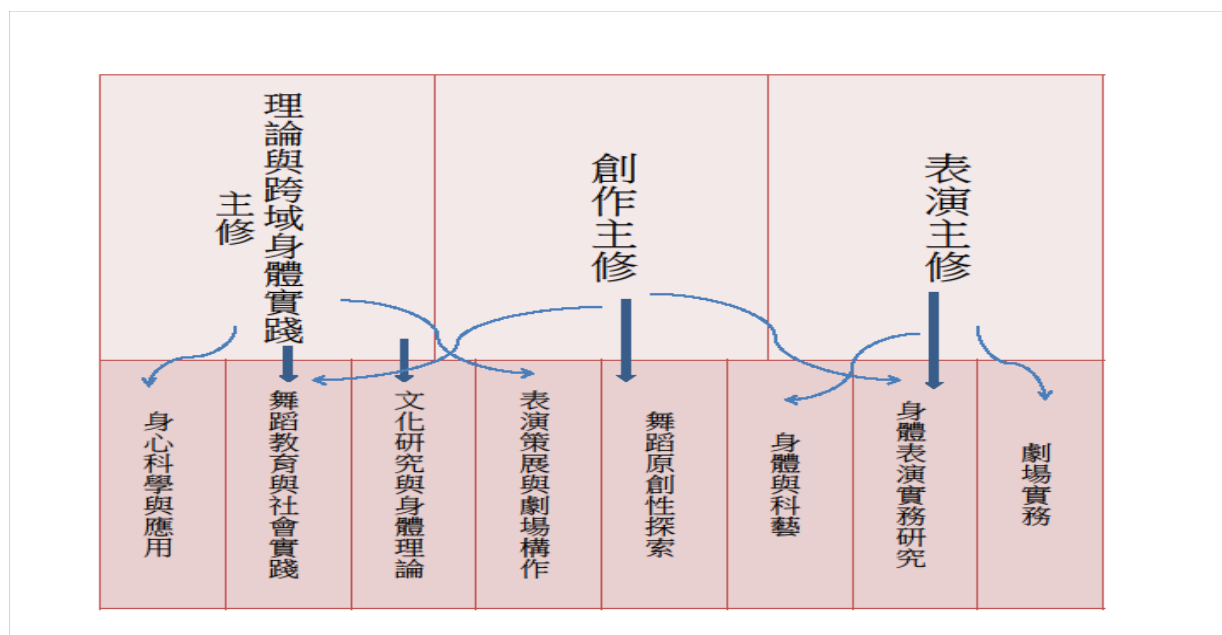 理論與跨域身體實踐
主修
創作主修
表演主修
身心科學與應用
舞蹈教育與社會實踐
文化研究與身體理論
表演策展與劇場構作
舞蹈原創性探索
身體與科藝
身體表演實務研究
劇場實務